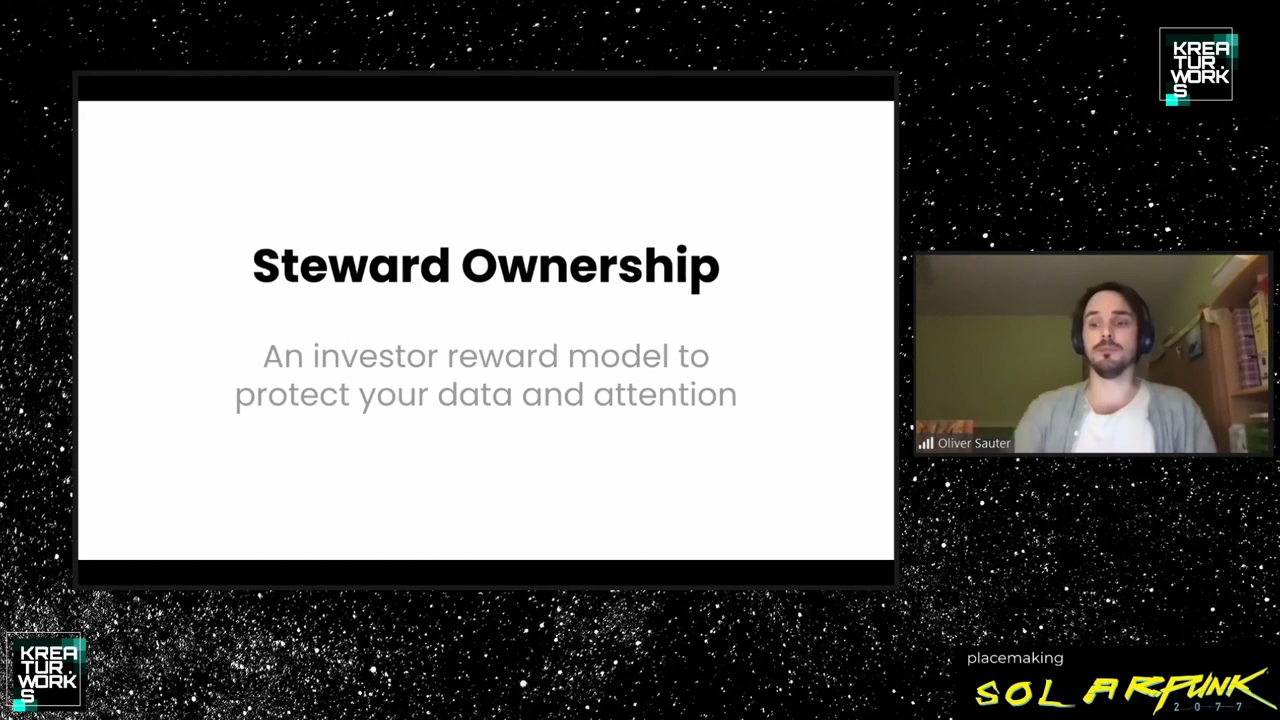 KREA
TUR.
WORK
S
Steward Ownership
An investor reward model to
protect your data and attention
Oliver Sauter
KREA
TUR.
WORK
S
placemaking
SOLARPUNK
2077